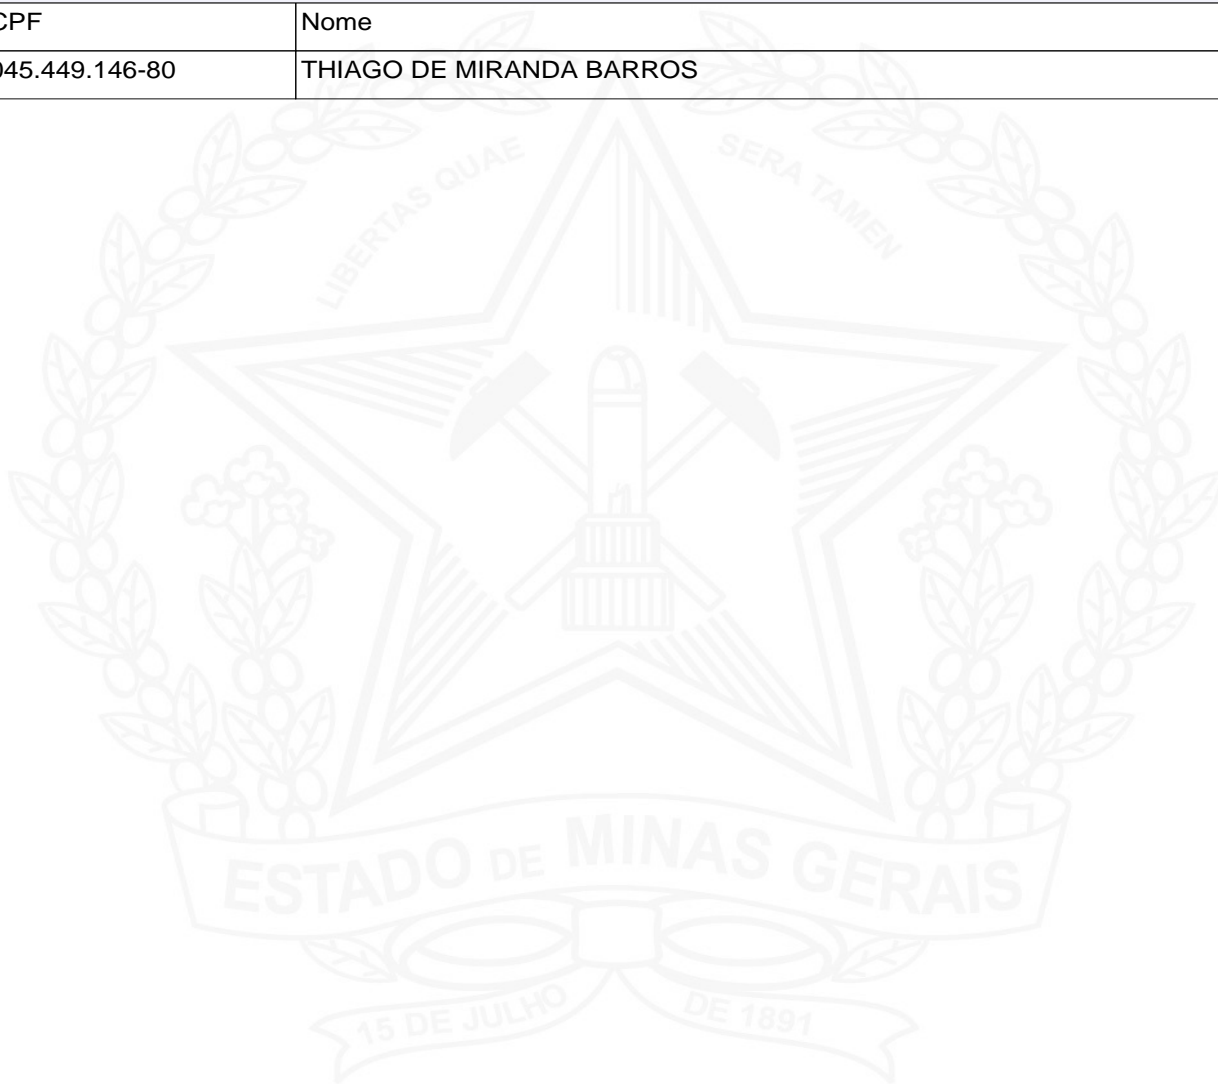 CPF Nome
045.449.146-80 THIAGO DE MIRANDA BARROS
LIBERTAS QUAE SERA TAMEN
ESTADO DE MINAS GERAIS
15 DE JULHO DE 1891